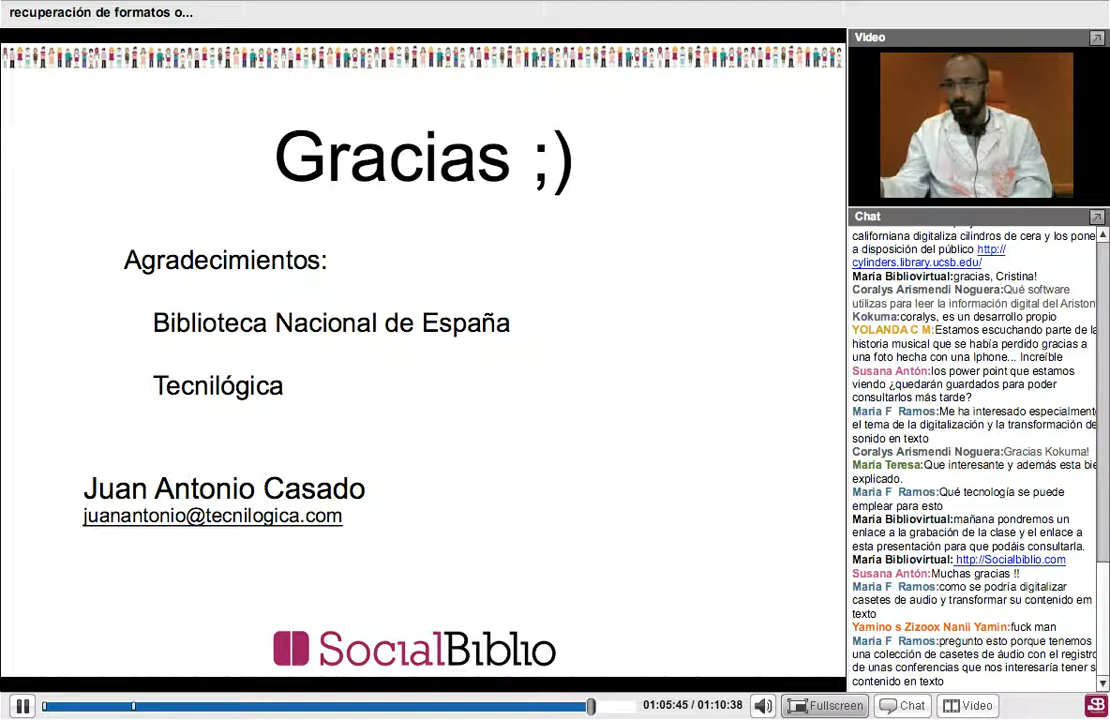 recuperación de formatos o...
Gracias ;)
Agradecimientos:
Biblioteca Nacional de España
Tecnilógica
Juan Antonio Casado
juanantonio@tecnilogica.com
SocialBiblio
Video
Chat
californiana digitaliza cilindros de cera y los pone
a disposición del público http://
cylinders.library.ucsb.edu/
María Bibliovirtual:gracias, Cristina!
Coralys Arismendi Noguera:Qué software
utilizas para leer la información digital del Ariston
Kokuma:coralys, es un desarrollo propio
YOLANDA C M:Estamos escuchando parte de la
historia musical que se había perdido gracias a
una foto hecha con una Iphone... Increíble
Susana Antón:los power point que estamos
viendo ¿quedarán guardados para poder
consultarlos más tarde?
Maria F Ramos:Me ha interesado especialmente
el tema de la digitalización y la transformación de
sonido en texto
Coralys Arismendi Noguera:Gracias Kokuma!
Maria Teresa:Que interesante y además esta bie
explicado.
Maria F Ramos:Qué tecnología se puede
emplear para esto
María Bibliovirtual:mañana pondremos un
enlace a la grabación de la clase y el enlace a
esta presentación para que podáis consultarla.
María Bibliovirtual: http://Socialbiblio.com
Susana Antón:Muchas gracias !!
Maria F Ramos:como se podría digitalizar
casetes de audio y transformar su contenido em
texto
Yamino s Zizoox Nanii Yamin:fuck man
Maria F Ramos:pregunto esto porque tenemos
una colección de casetes de audio con el registro
de unas conferencias que nos interesaría tener s
contenido en texto
01:05:45 / 01:10:38
Fullscreen
Chat
Video
SB